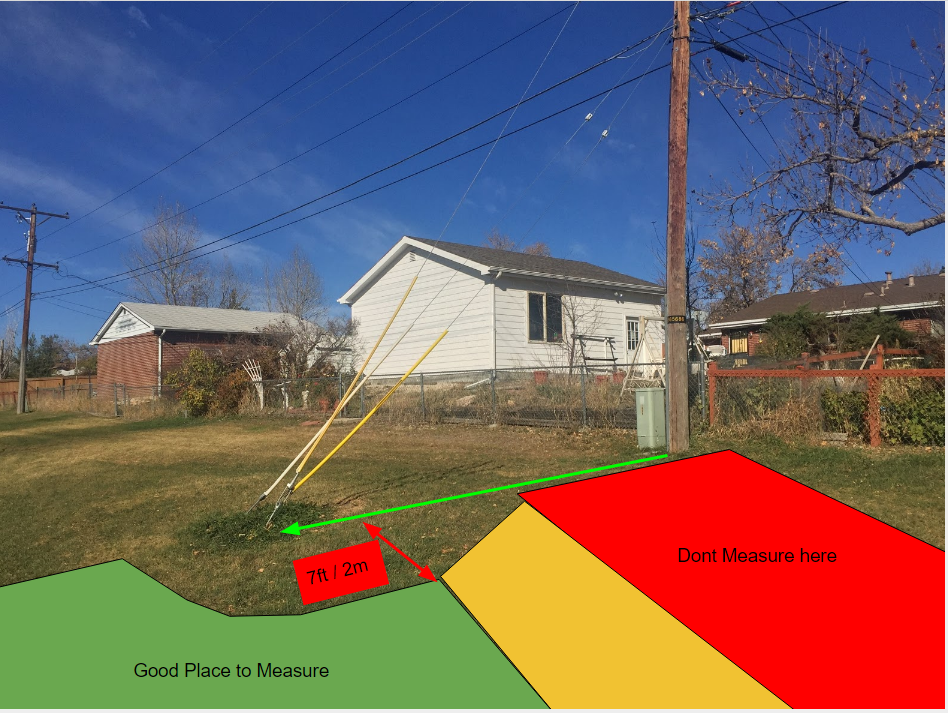 7ft / 2m
Dont Measure here
Good Place to Measure